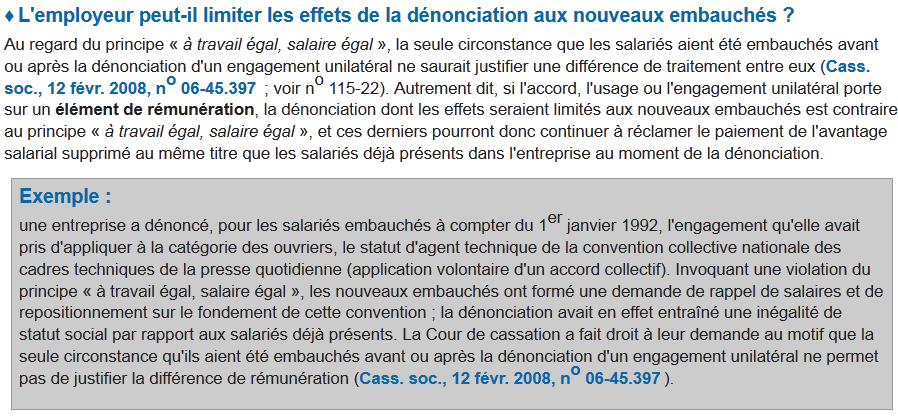 ♦ L'employeur peut-il limiter les effets de la dénonciation aux nouveaux embauchés ?
Au regard du principe « à travail égal, salaire égal », la seule circonstance que les salariés aient été embauchés avant
ou après la dénonciation d'un engagement unilatéral ne saurait justifier une différence de traitement entre eux (Cass.
soc., 12 févr. 2008, no 06-45.397 ; voir no 115-22). Autrement dit, si l'accord, l'usage ou l'engagement unilatéral porte
sur un élément de rémunération, la dénonciation dont les effets seraient limités aux nouveaux embauchés est contraire
au principe « à travail égal, salaire égal », et ces derniers pourront donc continuer à réclamer le paiement de l'avantage
salarial supprimé au même titre que les salariés déjà présents dans l'entreprise au moment de la dénonciation.
Exemple :
une entreprise a dénoncé, pour les salariés embauchés à compter du 1er janvier 1992, l'engagement qu'elle avait
pris d'appliquer à la catégorie des ouvriers, le statut d'agent technique de la convention collective nationale des
cadres techniques de la presse quotidienne (application volontaire d'un accord collectif). Invoquant une violation du
principe « à travail égal, salaire égal », les nouveaux embauchés ont formé une demande de rappel de salaires et de
repositionnement sur le fondement de cette convention ; la dénonciation avait en effet entraîné une inégalité de
statut social par rapport aux salariés déjà présents. La Cour de cassation a fait droit à leur demande au motif que la
seule circonstance qu'ils aient été embauchés avant ou après la dénonciation d'un engagement unilatéral ne permet
pas de justifier la différence de rémunération (Cass. soc., 12 févr. 2008, no 06-45.397 ).